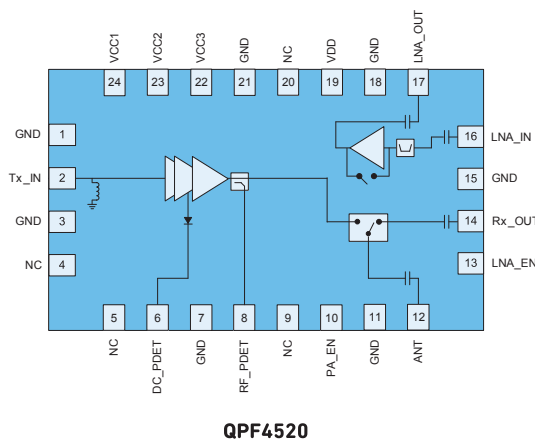 VCC1
VCC2
VCC3
GND
NC
VDD
GND
LNA_OUT
24
23
22
21
20
19
18
17
GND
1
16
LNA_IN
Tx_IN
2
15
GND
GND
3
14
Rx_OUT
NC
4
13
LNA_EN
5
6
7
8
9
10
11
12
NC
DC_PDET
GND
RF_PDET
NC
PA_EN
GND
ANT
QPF4520